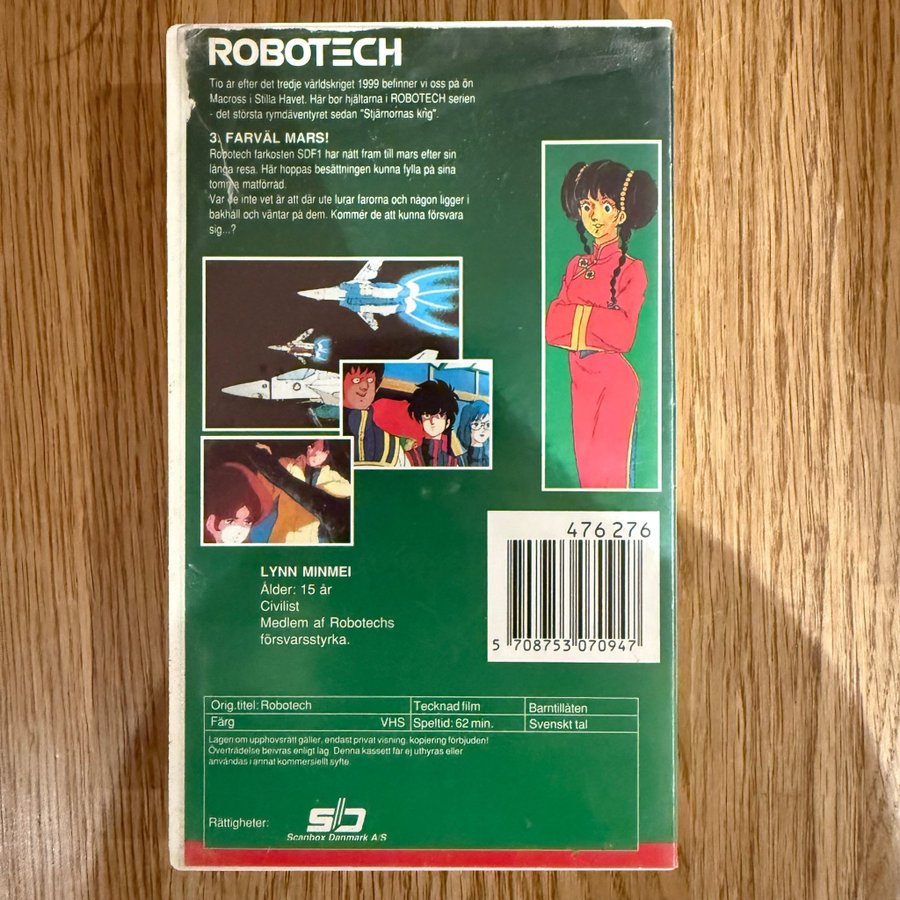 ROBOTECH
Tio år efter det tredje världskriget 1999 befinner vi oss på ön
Macross i Stilla Havet. Här bor hjältarna i ROBOTECH serien
- det största rymdäventyret sedan "Stjärnornas krig".
3. FARVÄL MARS!
Robotech farkosten SDF1 har nått fram till mars efter sin
långa resa. Här hoppas besättningen kunna fylla på sina
tomma matförråd.
Var de inte vet är att där ute lurar farorna och någon ligger i
bakhåll och väntar på dem. Kommer de att kunna försvara
sig...?
476 276
5 708753 070947
LYNN MINMEI
Ålder: 15 år
Civilist
Medlem af Robotechs
försvarsstyrka.
Orig.titel: Robotech Tecknad film Barntillåten
Färg VHS Speltid: 62 min. Svenskt tal
Lagen om upphovsrätt gäller, endast privat visning, kopiering förbjuden!
Överträdelse beivras enligt lag. Denna kassett får ej uthyras eller
användas i annat kommersiellt syfte.
Rättigheter:
Scanbox Danmark A/S